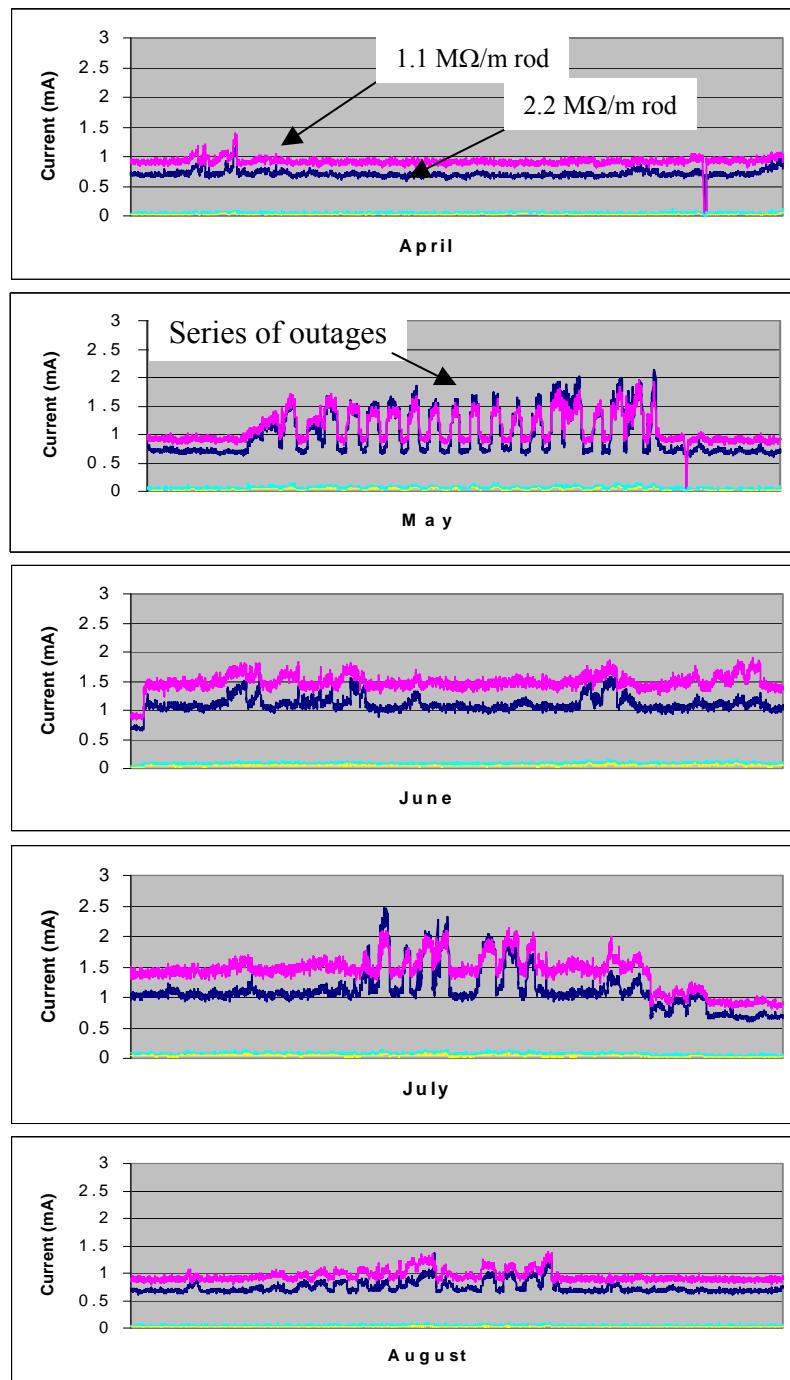 3
2.5
2
1.5
1
0.5
0
Current (mA)
1.1 MΩ/m rod
2.2 MΩ/m rod
April
3
2.5
2
1.5
1
0.5
0
Current (mA)
Series of outages
May
3
2.5
2
1.5
1
0.5
0
Current (mA)
June
3
2.5
2
1.5
1
0.5
0
Current (mA)
July
3
2.5
2
1.5
1
0.5
0
Current (mA)
August